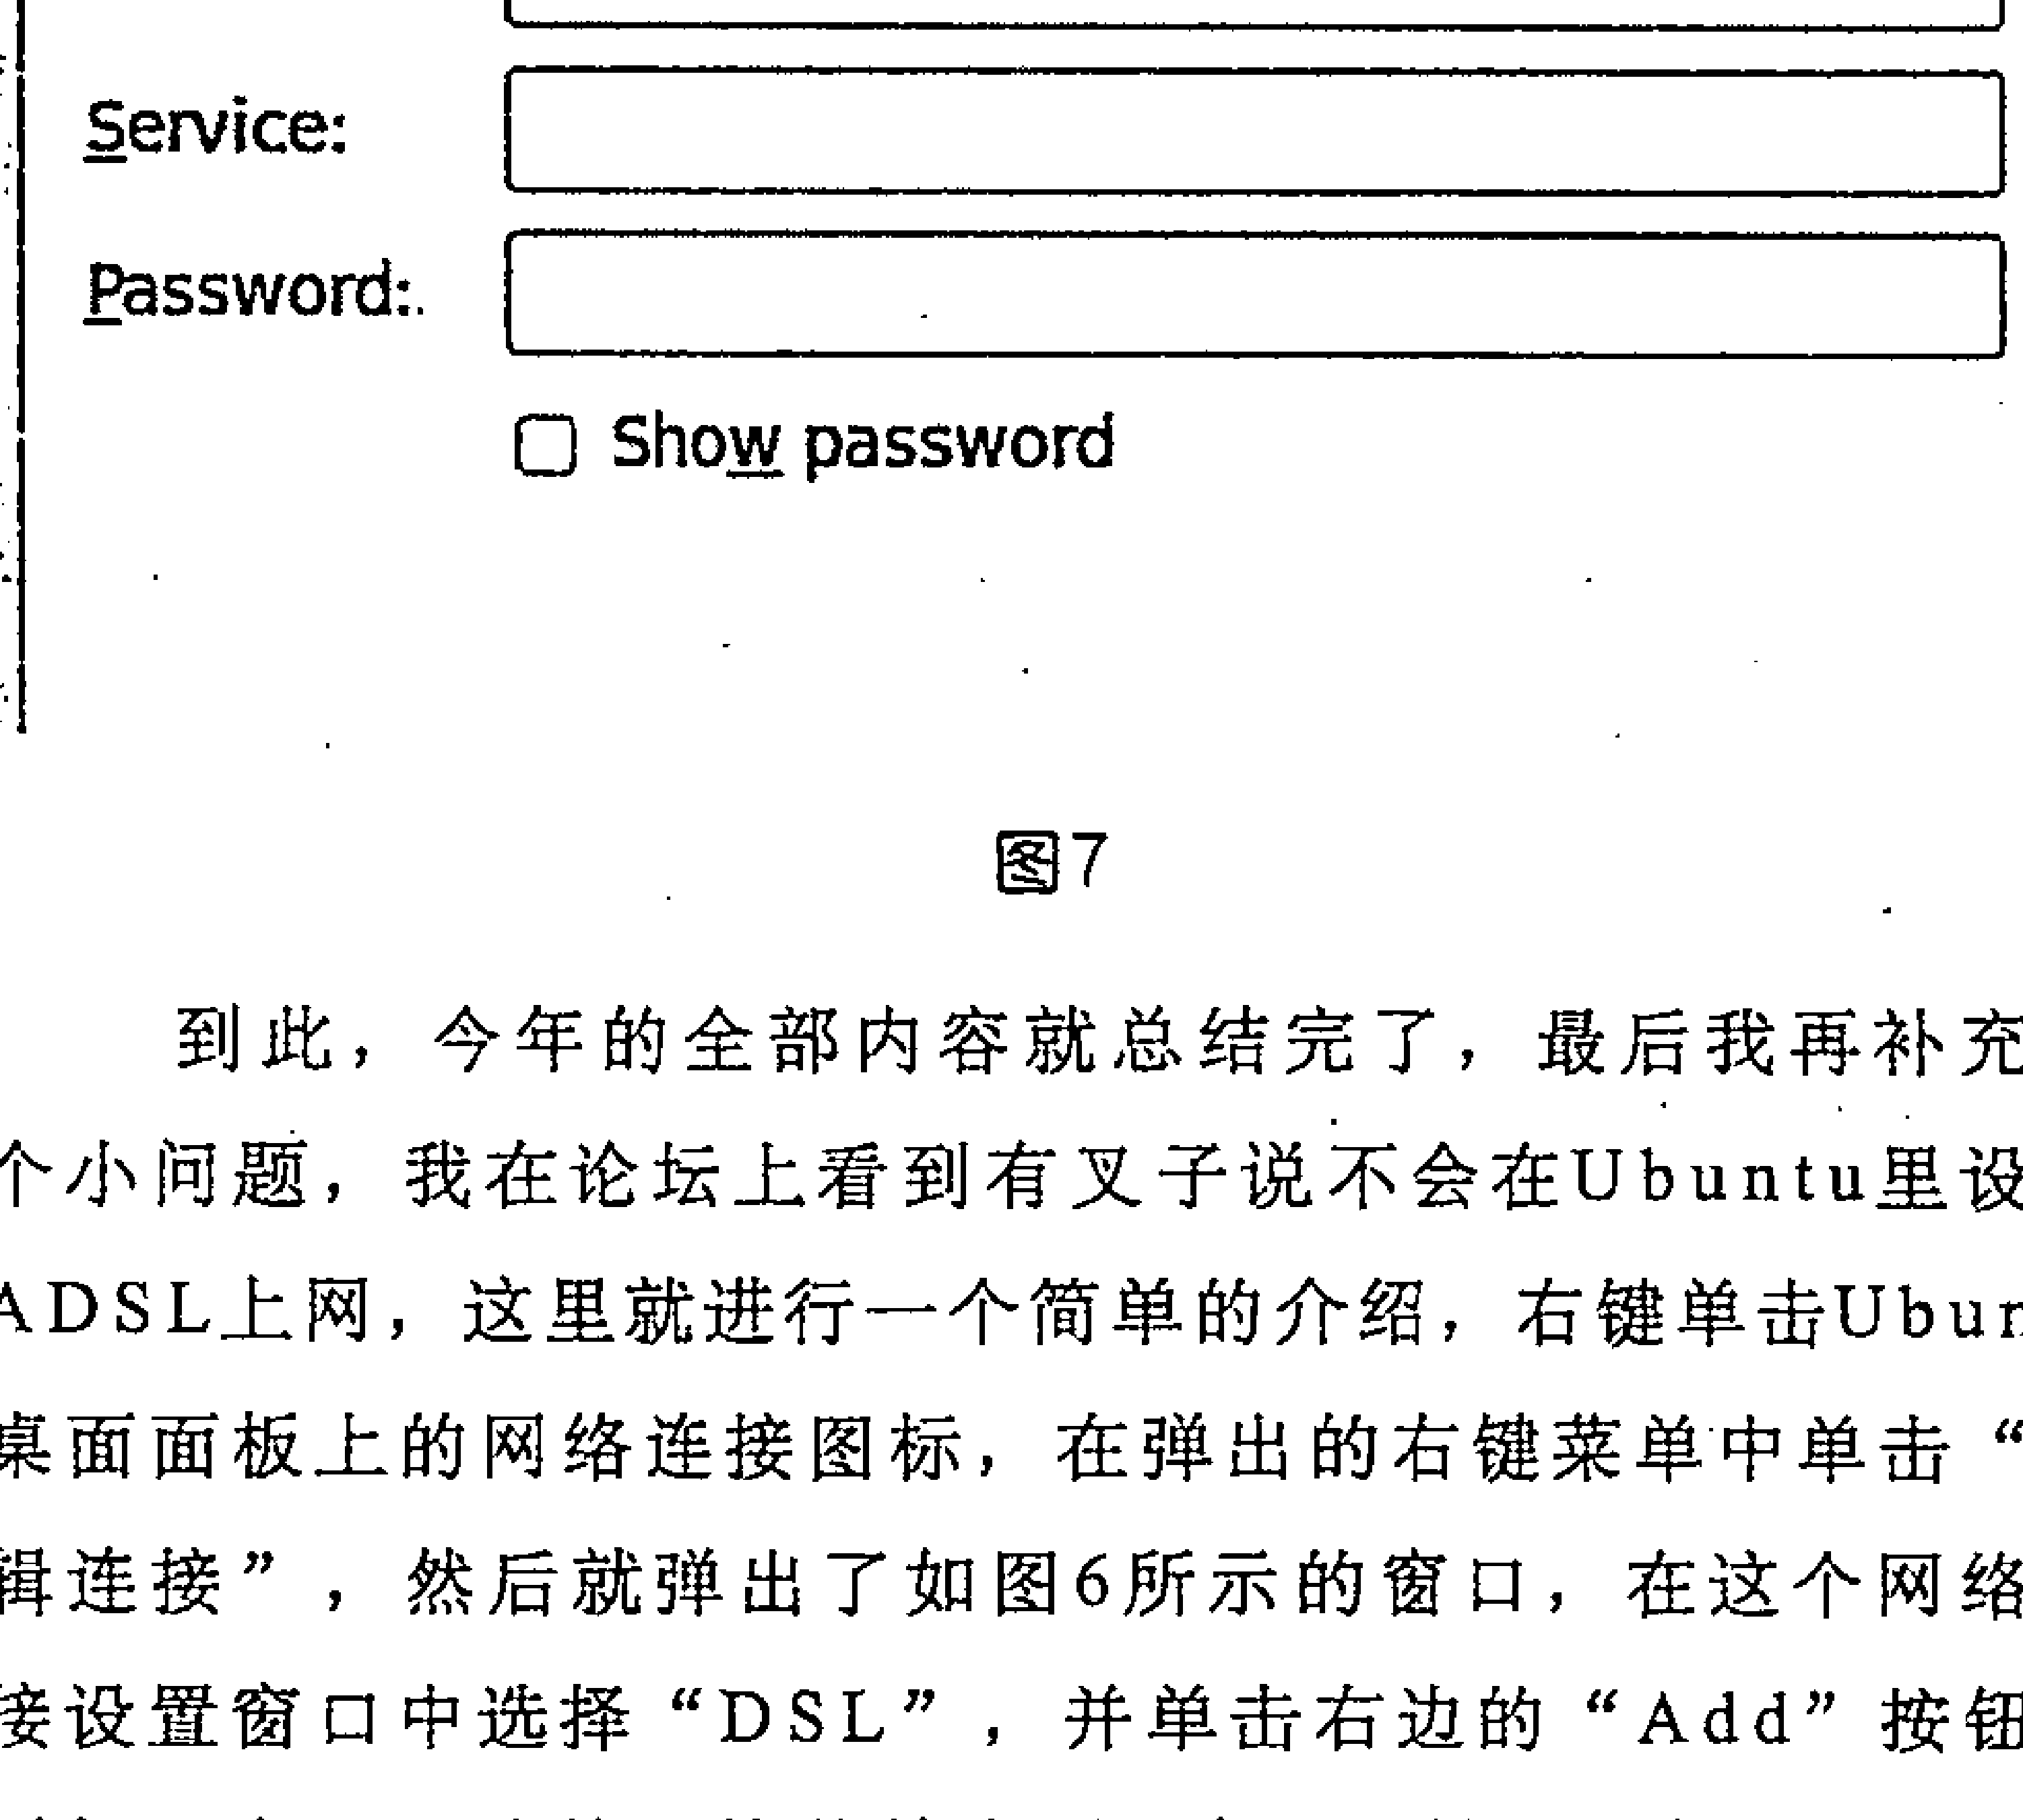 Service:
Password:
Show password
图7
到此，今年的全部内容就总结完了，最后我再补充
个小问题，我在论坛上看到有叉子说不会在Ubuntu里设
ADSL上网，这里就进行一个简单的介绍，右键单击Ubun
桌面面板上的网络连接图标，在弹出的右键菜单中单击“
辑连接”，然后就弹出了如图6所示的窗口，在这个网络
接设置窗口中选择“DSL”，并单击右边的“Add”按钮